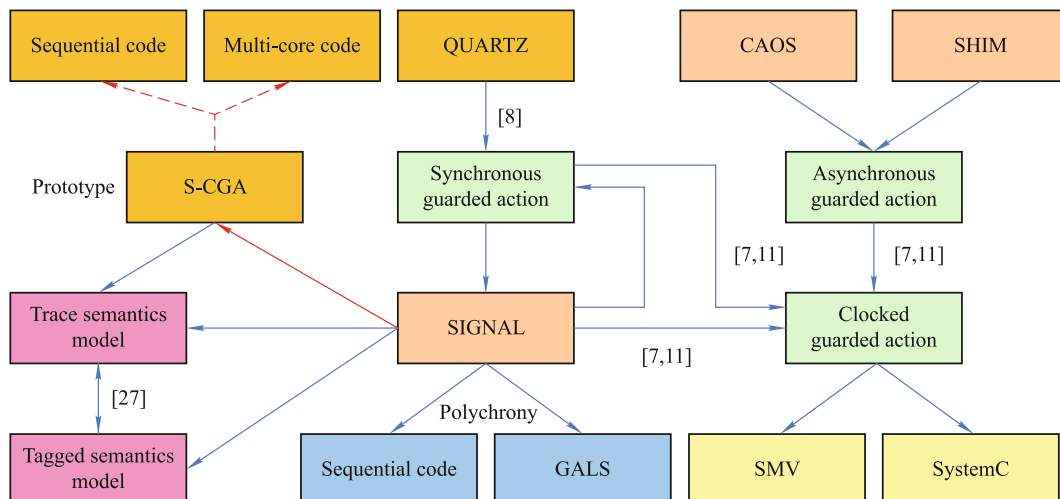 Sequential code
Multi-core code
QUARTZ
CAOS
SHIM
[8]
Prototype
S-CGA
Synchronous
guarded action
Asynchronous
guarded action
[7,11]
[7,11]
Trace semantics
model
SIGNAL
Clocked
guarded action
[7,11]
[27]
Polychrony
Tagged semantics
model
Sequential code
GALS
SMV
SystemC